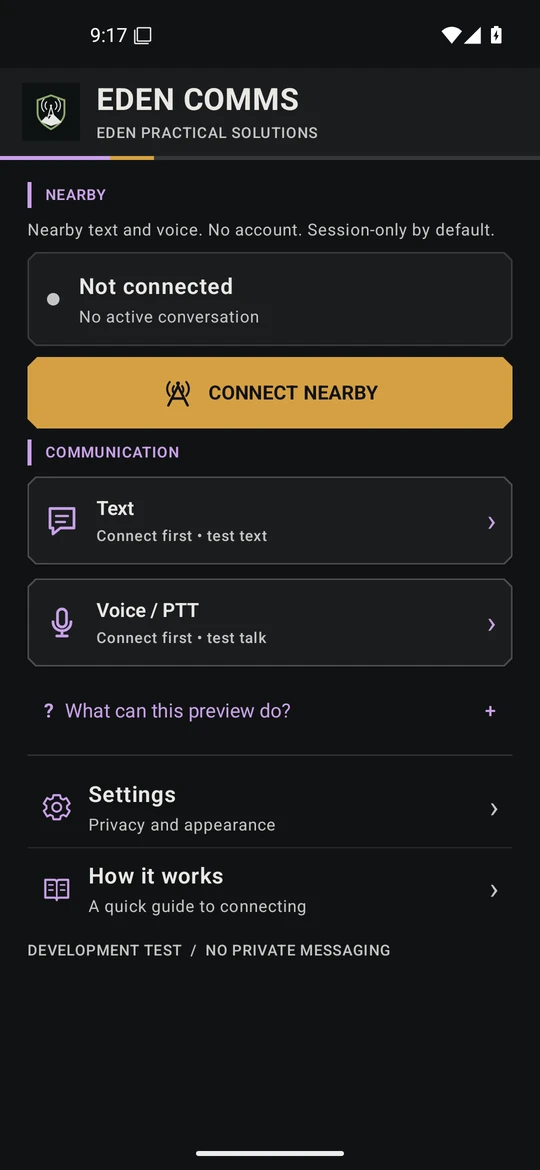 9:17
EDEN COMMS
EDEN PRACTICAL SOLUTIONS
NEARBY
Nearby text and voice. No account. Session-only by default.
Not connected
No active conversation
CONNECT NEARBY
COMMUNICATION
Text
Connect first • test text
Voice / PTT
Connect first • test talk
? What can this preview do? +
Settings
Privacy and appearance
How it works
A quick guide to connecting
DEVELOPMENT TEST / NO PRIVATE MESSAGING